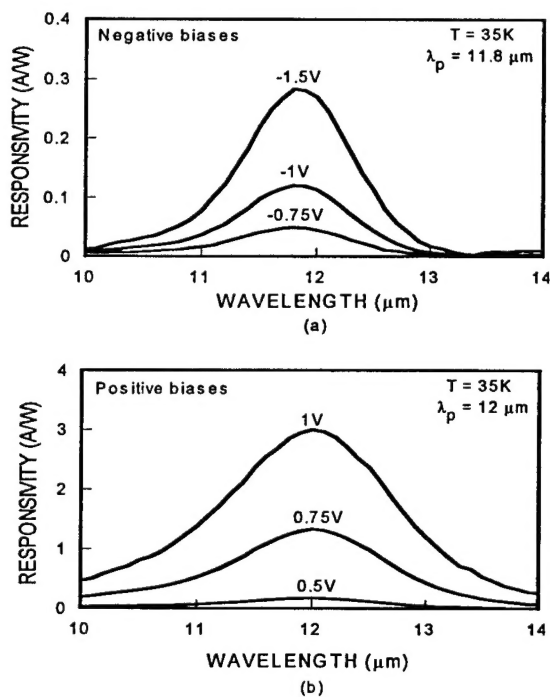 0.4
Negative biases
T = 35K
λp = 11.8 μm
0.3
-1.5V
0.2
-1V
0.1
-0.75V
0
10 11 12 13 14
RESPONSIVITY (A/W)
WAVELENGTH (μm)
(a)
4
Positive biases
T = 35K
λp = 12 μm
3
1V
2
0.75V
1
0.5V
0
10 11 12 13 14
RESPONSIVITY (A/W)
WAVELENGTH (μm)
(b)